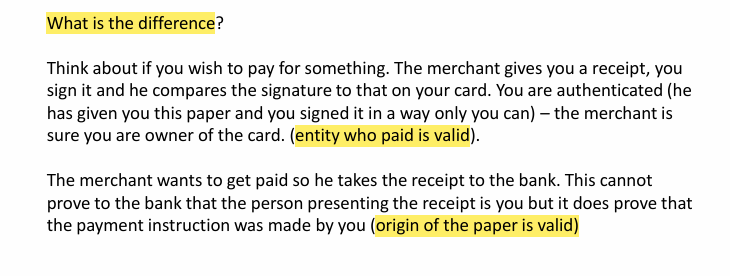 What is the difference?
Think about if you wish to pay for something. The merchant gives you a receipt, you
sign it and he compares the signature to that on your card. You are authenticated (he
has given you this paper and you signed it in a way only you can) – the merchant is
sure you are owner of the card. (entity who paid is valid).
The merchant wants to get paid so he takes the receipt to the bank. This cannot
prove to the bank that the person presenting the receipt is you but it does prove that
the payment instruction was made by you (origin of the paper is valid)